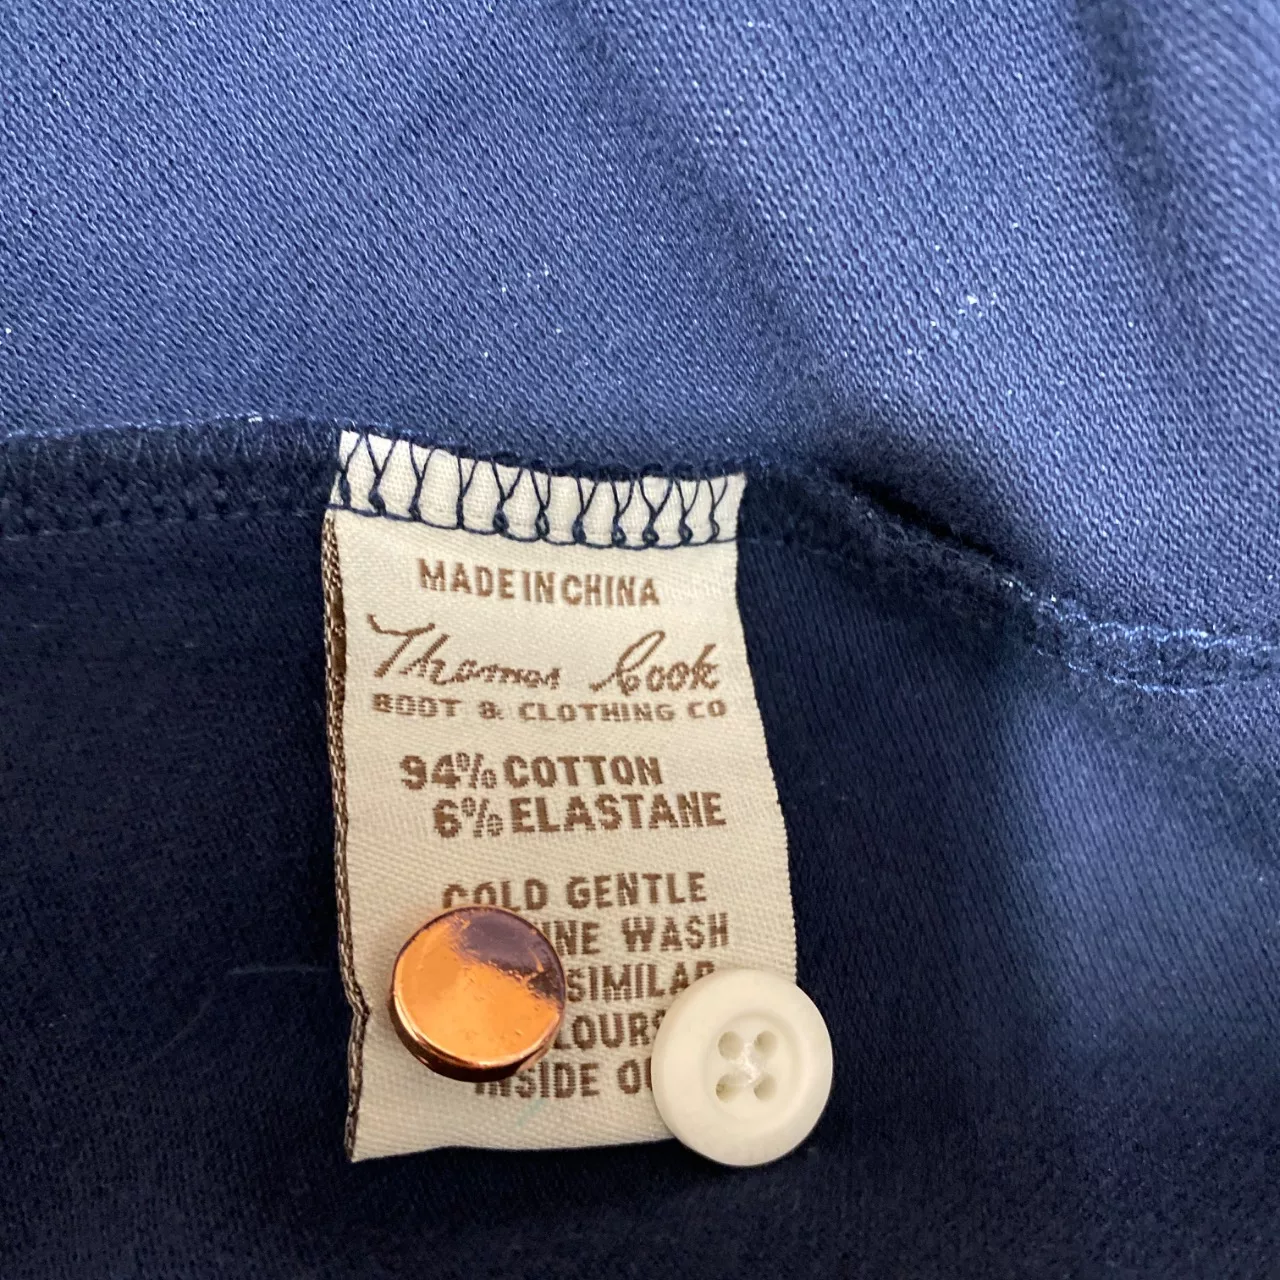 MADE IN CHINA
Thomas Cook
BOOT & CLOTHING CO
94% COTTON
6% ELASTANE
COLD GENTLE
WASH
SIMILAR
INSIDE